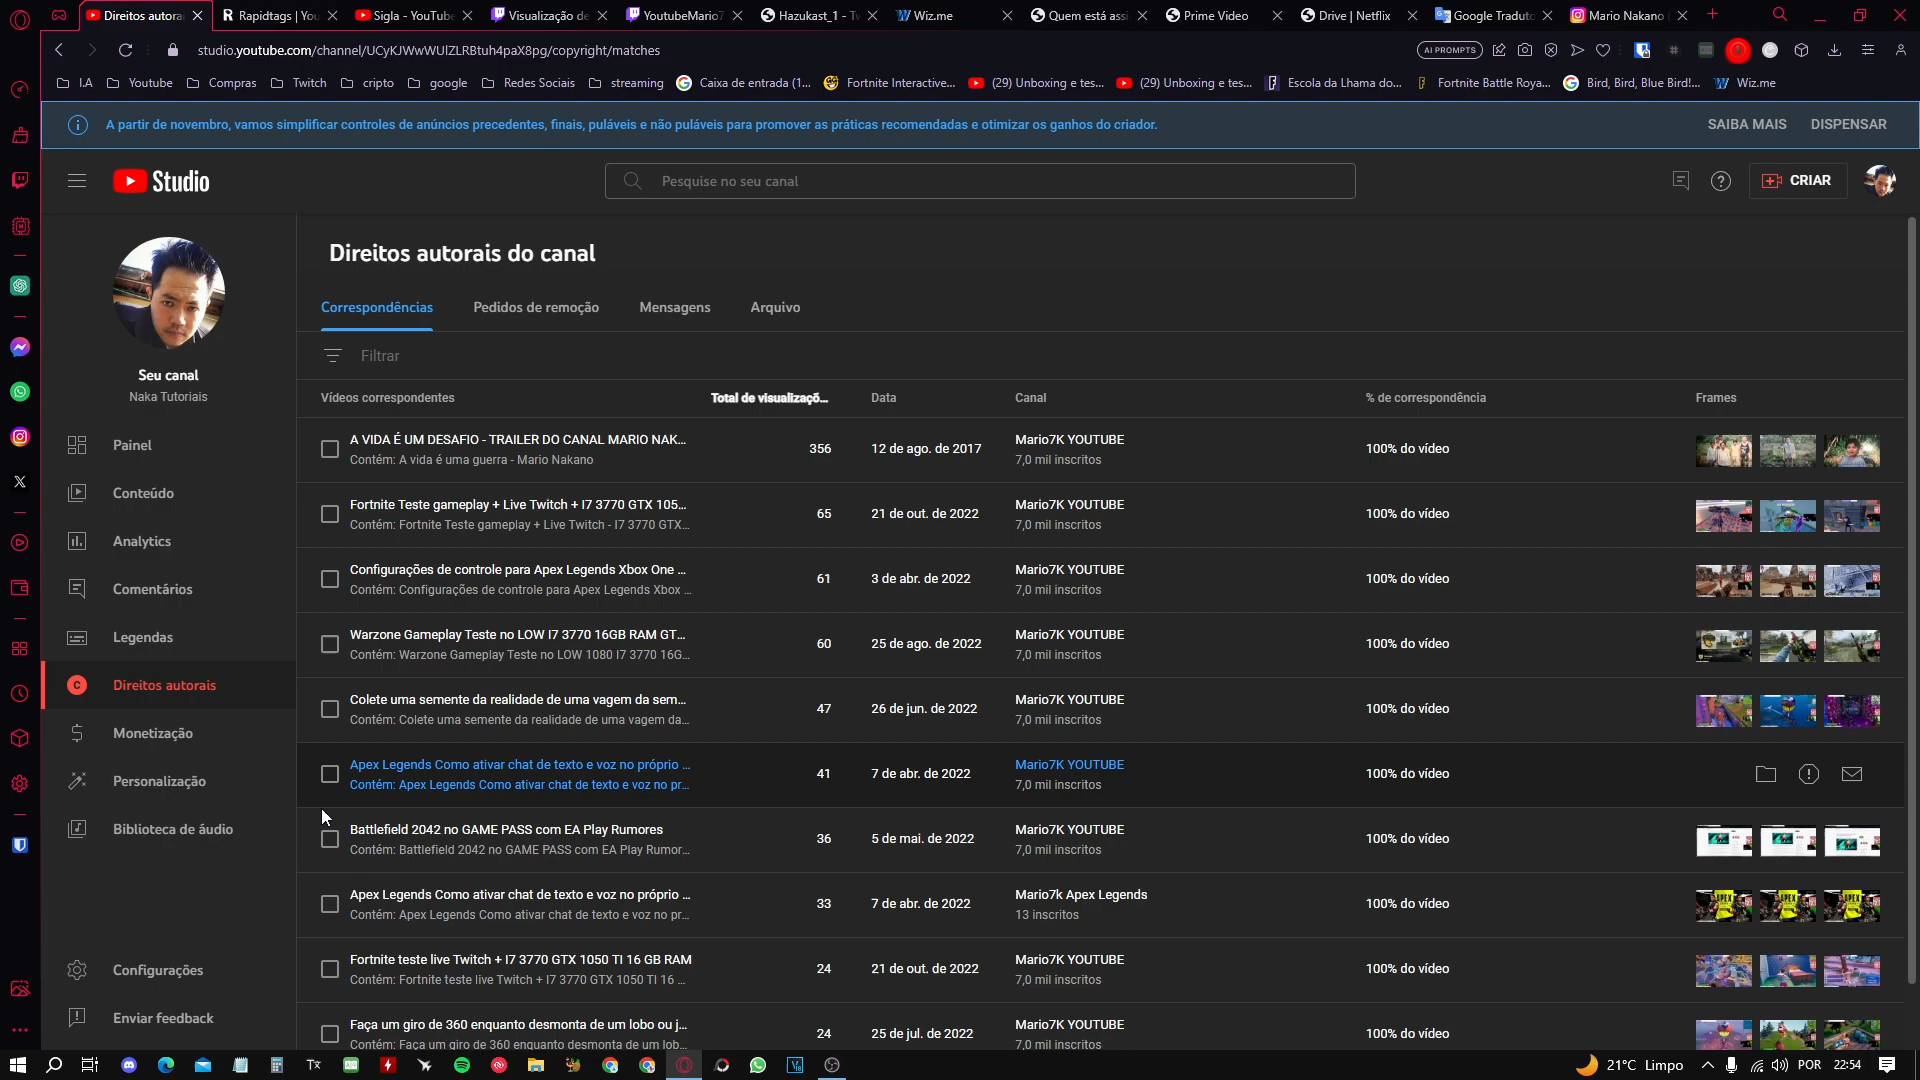 Direitos autorai
Rapidtags | You
Sigla - YouTube
Visualização de
YoutubeMario7
Hazukast_1 - Tw
Wiz.me
Quem está assi
Prime Video
Drive | Netflix
Google Traduto
Mario Nakano
studio.youtube.com/channel/UCyKJWwWUlZLRBtuh4paX8pg/copyright/matches
AI PROMPTS
I.A
Youtube
Compras
Twitch
cripto
google
Redes Sociais
streaming
Caixa de entrada (1...
Fortnite Interactive...
(29) Unboxing e tes...
(29) Unboxing e tes...
Escola da Lhama do...
Fortnite Battle Roya...
Bird, Bird, Blue Bird!...
Wiz.me
A partir de novembro, vamos simplificar controles de anúncios precedentes, finais, puláveis e não puláveis para promover as práticas recomendadas e otimizar os ganhos do criador.
SAIBA MAIS
DISPENSAR
Studio
Pesquise no seu canal
CRIAR
Seu canal
Naka Tutoriais
Painel
Conteúdo
Analytics
Comentários
Legendas
Direitos autorais
Monetização
Personalização
Biblioteca de áudio
Configurações
Enviar feedback
Direitos autorais do canal
Correspondências
Pedidos de remoção
Mensagens
Arquivo
Filtrar
Vídeos correspondentes
Total de visualizaçõ...
Data
Canal
% de correspondência
Frames
A VIDA É UM DESAFIO - TRAILER DO CANAL MARIO NAK...
Contém: A vida é uma guerra - Mario Nakano
356
12 de ago. de 2017
Mario7K YOUTUBE
7,0 mil inscritos
100% do vídeo
Fortnite Teste gameplay + Live Twitch + I7 3770 GTX 105...
Contém: Fortnite Teste gameplay + Live Twitch - I7 3770 GTX...
65
21 de out. de 2022
Mario7K YOUTUBE
7,0 mil inscritos
100% do vídeo
Configurações de controle para Apex Legends Xbox One ...
Contém: Configurações de controle para Apex Legends Xbox ...
61
3 de abr. de 2022
Mario7K YOUTUBE
7,0 mil inscritos
100% do vídeo
Warzone Gameplay Teste no LOW I7 3770 16GB RAM GT...
Contém: Warzone Gameplay Teste no LOW 1080 I7 3770 16G...
60
25 de ago. de 2022
Mario7K YOUTUBE
7,0 mil inscritos
100% do vídeo
Colete uma semente da realidade de uma vagem da sem...
Contém: Colete uma semente da realidade de uma vagem da...
47
26 de jun. de 2022
Mario7K YOUTUBE
7,0 mil inscritos
100% do vídeo
Apex Legends Como ativar chat de texto e voz no próprio ...
Contém: Apex Legends Como ativar chat de texto e voz no pr...
41
7 de abr. de 2022
Mario7K YOUTUBE
7,0 mil inscritos
100% do vídeo
Battlefield 2042 no GAME PASS com EA Play Rumores
Contém: Battlefield 2042 no GAME PASS com EA Play Rumor...
36
5 de mai. de 2022
Mario7K YOUTUBE
7,0 mil inscritos
100% do vídeo
Apex Legends Como ativar chat de texto e voz no próprio ...
Contém: Apex Legends Como ativar chat de texto e voz no pr...
33
7 de abr. de 2022
Mario7k Apex Legends
13 inscritos
100% do vídeo
Fortnite teste live Twitch + I7 3770 GTX 1050 TI 16 GB RAM
Contém: Fortnite teste live Twitch + I7 3770 GTX 1050 TI 16 ...
24
21 de out. de 2022
Mario7K YOUTUBE
7,0 mil inscritos
100% do vídeo
Faça um giro de 360 enquanto desmonta de um lobo ou j...
Contém: Faça um giro de 360 enquanto desmonta de um lob...
24
25 de jul. de 2022
Mario7K YOUTUBE
7,0 mil inscritos
100% do vídeo
21°C Limpo
POR
22:54